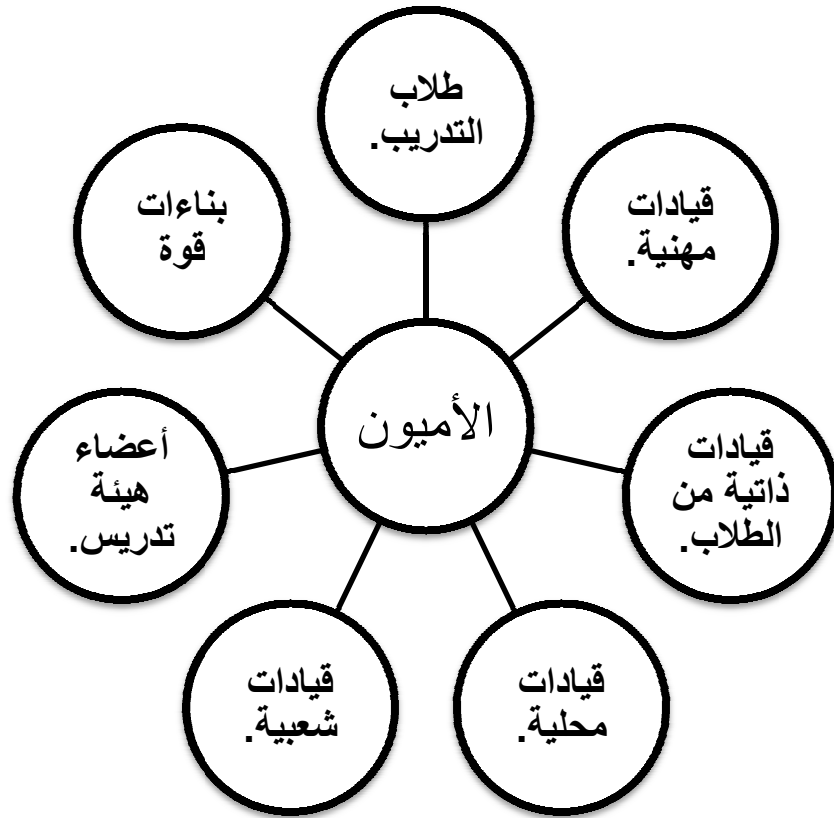 طلاب
التدريب.
قيادات
مهنية.
قيادات
ذاتية من
الطلاب.
قيادات
محلية.
قيادات
شعبية.
أعضاء
هيئة
تدريس.
بناءات
قوة
الأميون